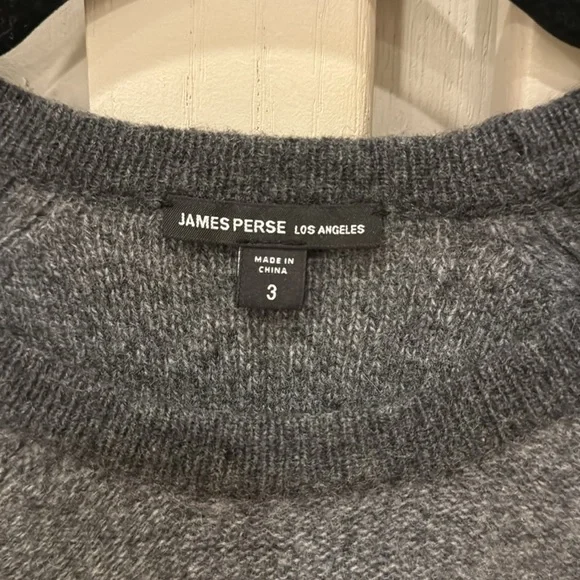 JAMES PERSE LOS ANGELES
MADE IN
CHINA
3